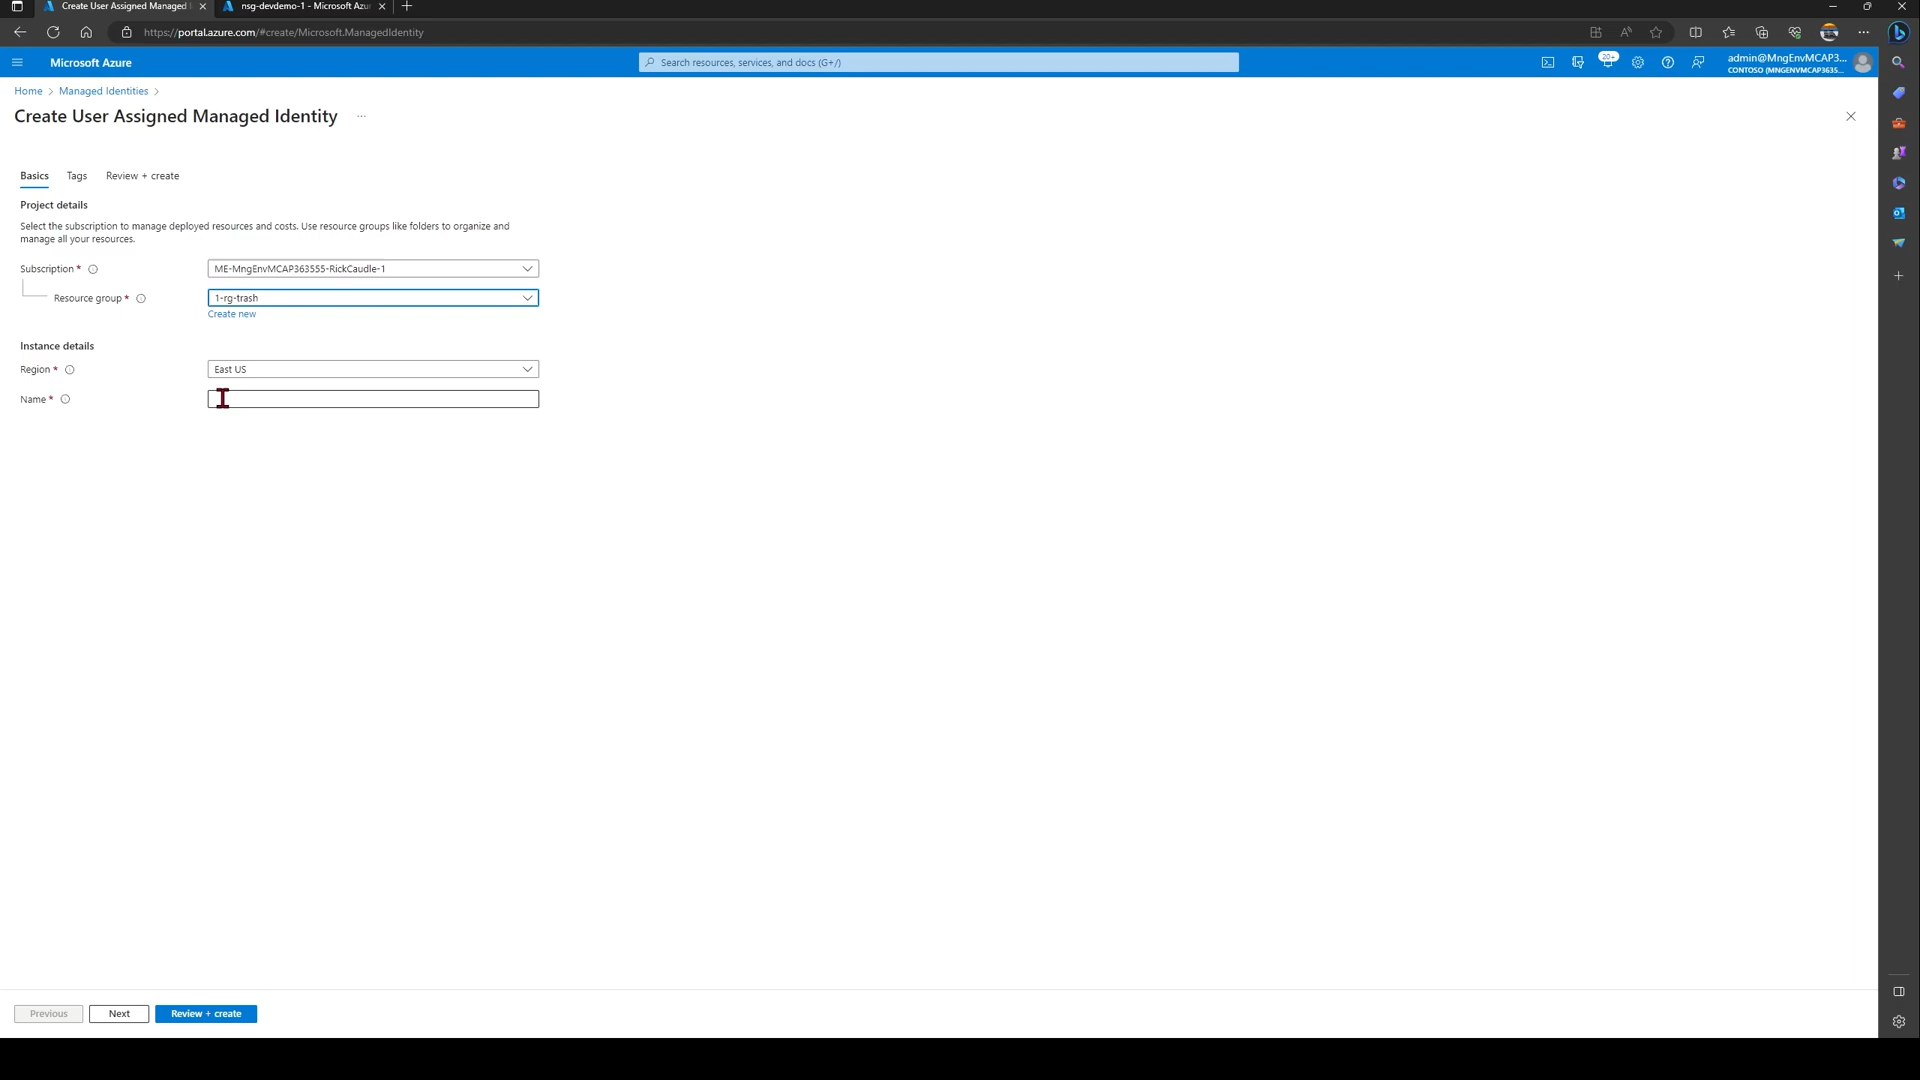 Create User Assigned Managed I
nsg-devdemo-1 - Microsoft Azur
https://portal.azure.com/#create/Microsoft.ManagedIdentity
Microsoft Azure
Search resources, services, and docs (G+/)
20+
admin@MngEnvMCAP3...
CONTOSO (MNGENVMCAP3635...
Home > Managed Identities >
Create User Assigned Managed Identity ...
Basics Tags Review + create
Project details
Select the subscription to manage deployed resources and costs. Use resource groups like folders to organize and
manage all your resources.
Subscription * ME-MngEnvMCAP363555-RickCaudle-1
Resource group * 1-rg-trash
Create new
Instance details
Region * East US
Name *
Previous Next Review + create